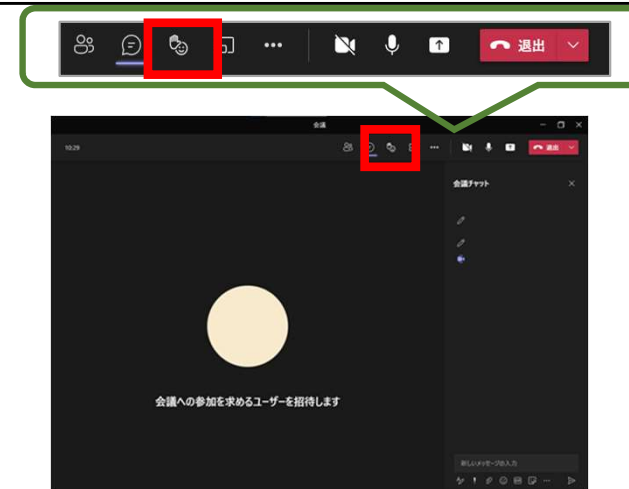 退出
会議
10:29
退出
会議チャット
会議への参加を求めるユーザーを招待します
新しいメッセージの入力